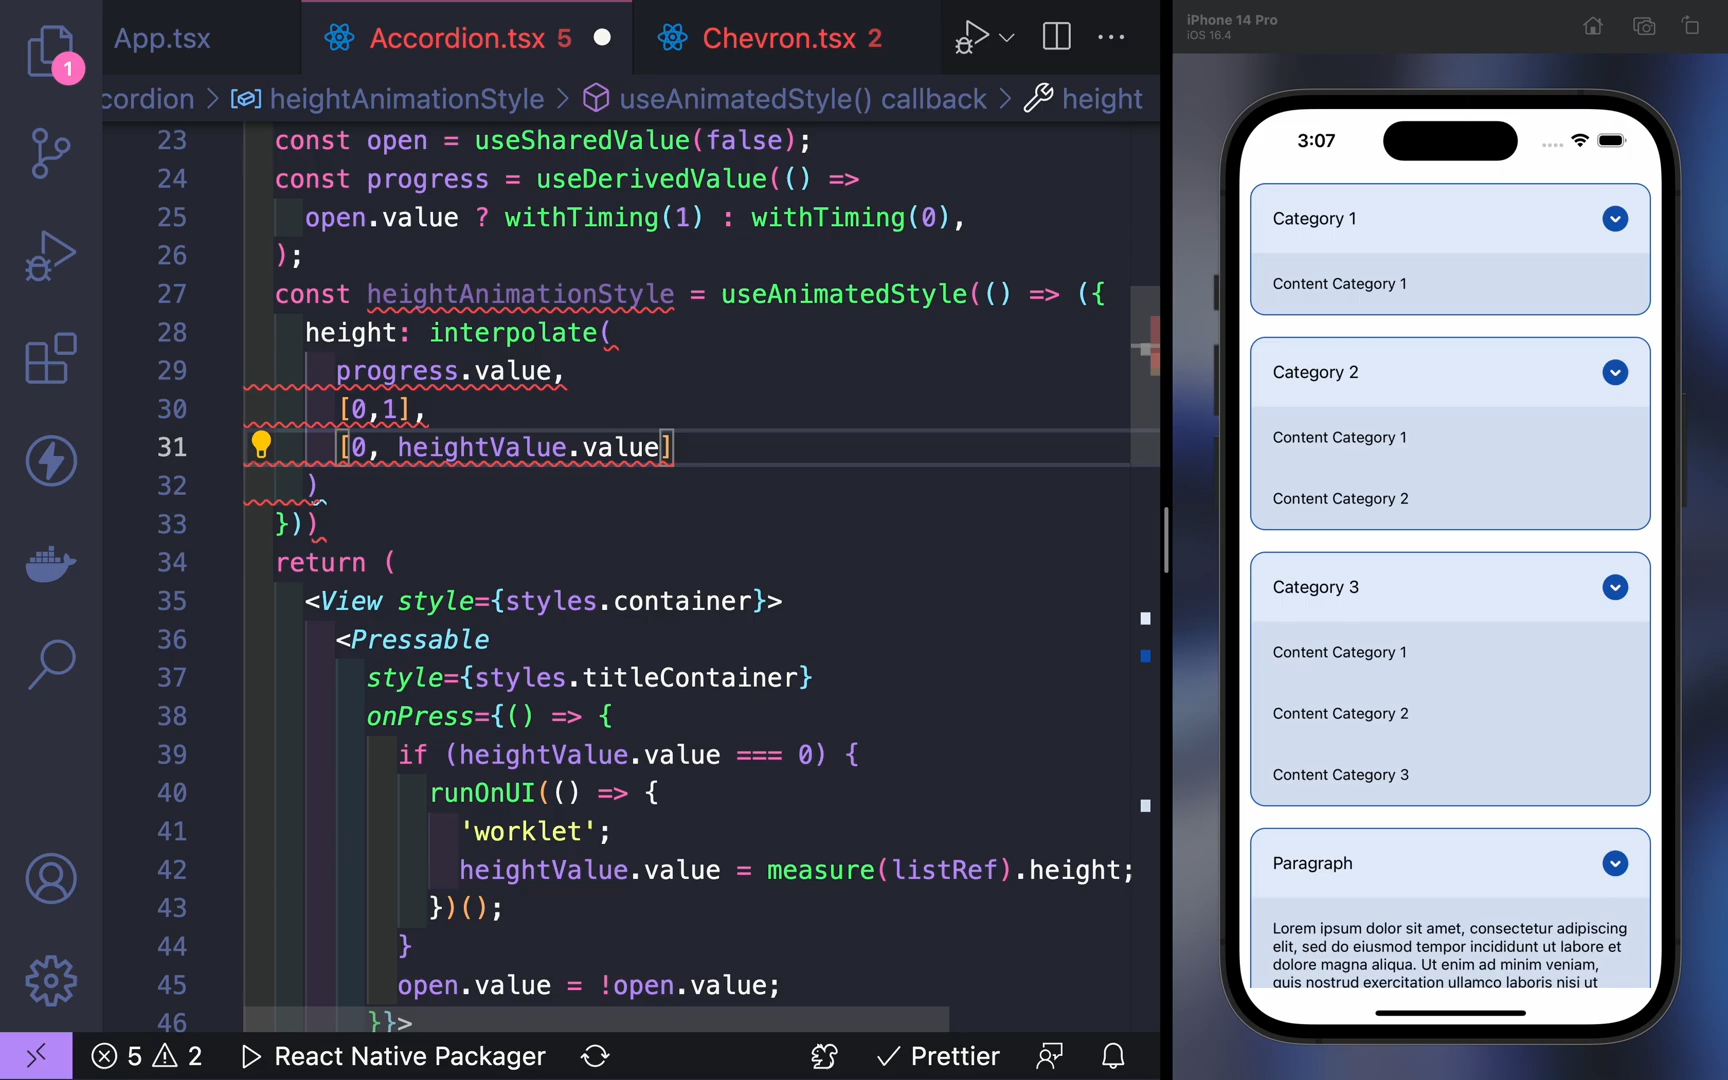 1
App.tsx
Accordion.tsx 5
Chevron.tsx 2
cordion > heightAnimationStyle > useAnimatedStyle() callback > height
23 const open = useSharedValue(false);
24 const progress = useDerivedValue(() =>
25 open.value ? withTiming(1) : withTiming(0),
26 );
27 const heightAnimationStyle = useAnimatedStyle(() => ({
28 height: interpolate(
29 progress.value,
30 [0,1],
31 [0, heightValue.value]
32 )
33 }))
34 return (
35 <View style={styles.container}>
36 <Pressable
37 style={styles.titleContainer}
38 onPress={() => {
39 if (heightValue.value === 0) {
40 runOnUI(() => {
41 'worklet';
42 heightValue.value = measure(listRef).height;
43 })();
44 }
45 open.value = !open.value;
46 }}>
5 2 React Native Packager Prettier
iPhone 14 Pro
iOS 16.4
3:07
Category 1
Content Category 1
Category 2
Content Category 1
Content Category 2
Category 3
Content Category 1
Content Category 2
Content Category 3
Paragraph
Lorem ipsum dolor sit amet, consectetur adipiscing
elit, sed do eiusmod tempor incididunt ut labore et
dolore magna aliqua. Ut enim ad minim veniam,
quis nostrud exercitation ullamco laboris nisi ut